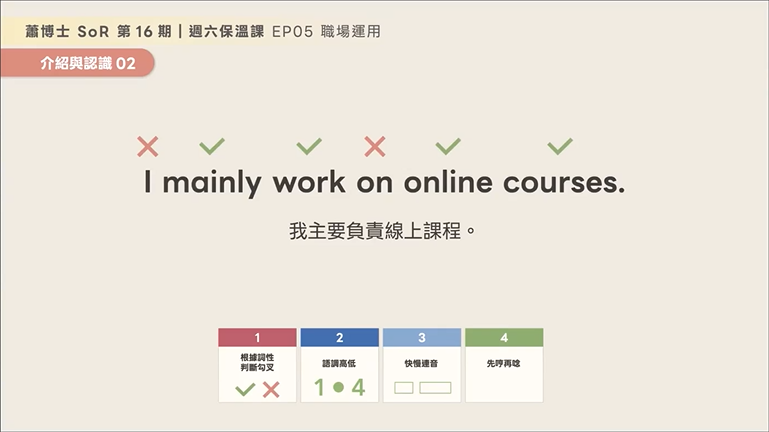 蕭博士 SoR 第 16 期｜週六保溫課 EP05 職場運用
介紹與認識 02
I mainly work on online courses.
我主要負責線上課程。
1
根據詞性
判斷勾叉
2
語調高低
1 ● 4
3
快慢連音
4
先哼再唸